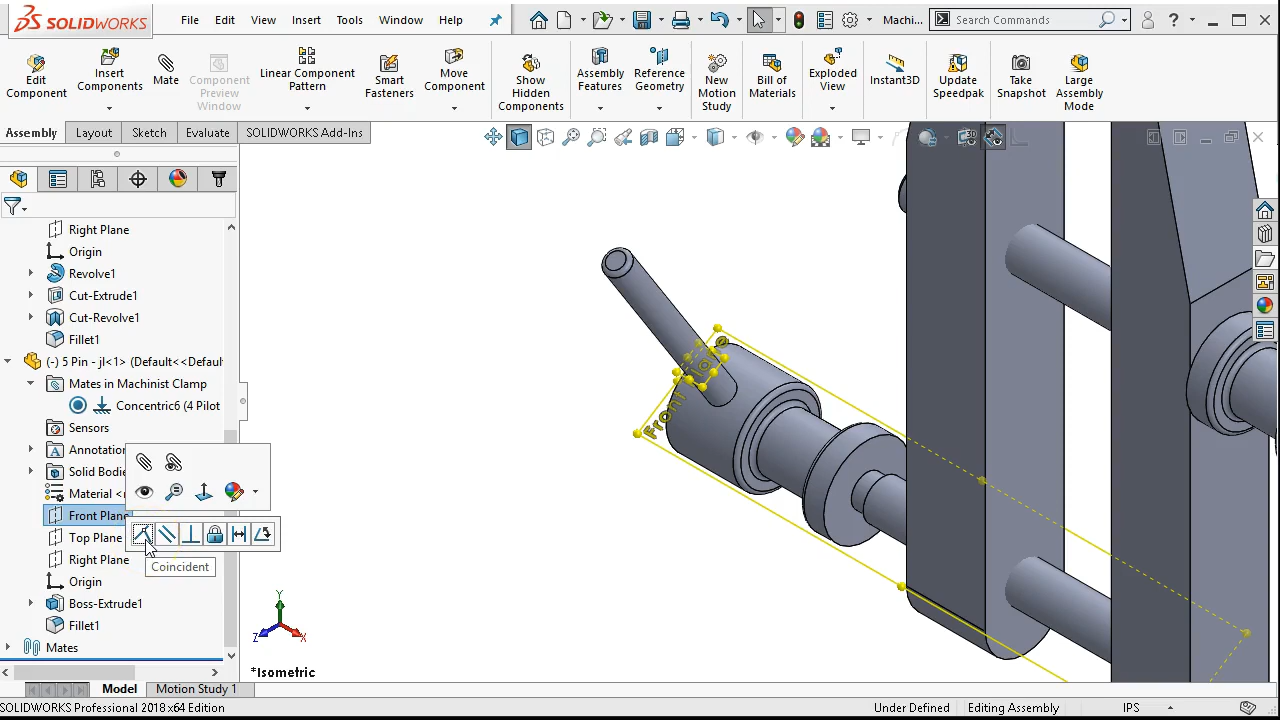 SOLIDWORKS
File Edit View Insert Tools Window Help
Machi...
Search Commands
Edit Component
Insert Components
Mate
Component Preview Window
Linear Component Pattern
Smart Fasteners
Move Component
Show Hidden Components
Assembly Features
Reference Geometry
New Motion Study
Bill of Materials
Exploded View
Instant3D
Update Speedpak
Take Snapshot
Large Assembly Mode
Assembly Layout Sketch Evaluate SOLIDWORKS Add-Ins
Right Plane
Origin
Revolve1
Cut-Extrude1
Cut-Revolve1
Fillet1
(-) 5 Pin - jl<1> (Default<<Defaul
Mates in Machinist Clamp
Concentric6 (4 Pilot
Sensors
Annotation
Solid Bodie
Material <
Front Plane
Top Plane
Right Plane
Origin
Boss-Extrude1
Fillet1
Mates
Coincident
Front Plane
Y
Z
X
*Isometric
Model Motion Study 1
SOLIDWORKS Professional 2018 x64 Edition
Under Defined Editing Assembly IPS